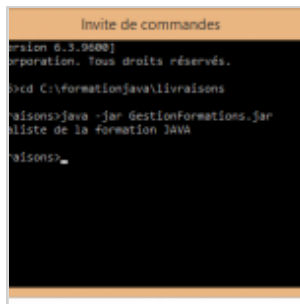 Invite de commandes
ersion 6.3.9600]
orporation. Tous droits réservés.
>cd C:\formationjava\livraisons
raisons>java -jar GestionFormations.jar
aliste de la formation JAVA
raisons>_